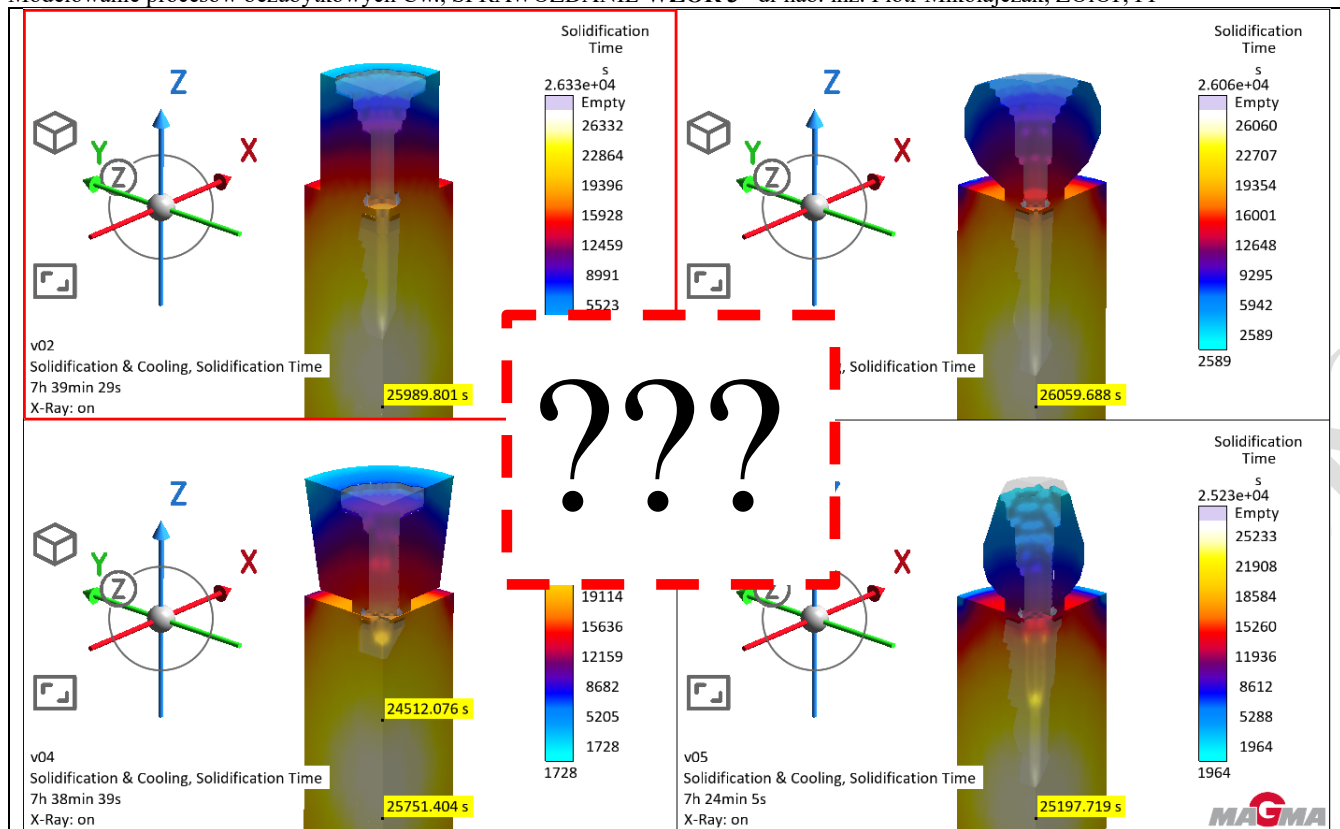 Solidification
Time
s
2.633e+04
Empty
26332
22864
19396
15928
12459
8991
5523
Z
Y
X
Z
v02
Solidification & Cooling, Solidification Time
7h 39min 29s
X-Ray: on
25989.801 s
Solidification
Time
s
2.606e+04
Empty
26060
22707
19354
16001
12648
9295
5942
2589
2589
Z
Y
X
Z
, Solidification Time
26059.688 s
???
Z
Y
X
Z
19114
15636
12159
8682
5205
1728
1728
24512.076 s
v04
Solidification & Cooling, Solidification Time
7h 38min 39s
X-Ray: on
25751.404 s
Solidification
Time
s
2.523e+04
Empty
25233
21908
18584
15260
11936
8612
5288
1964
1964
X
Z
v05
Solidification & Cooling, Solidification Time
7h 24min 5s
X-Ray: on
25197.719 s
MAGMA